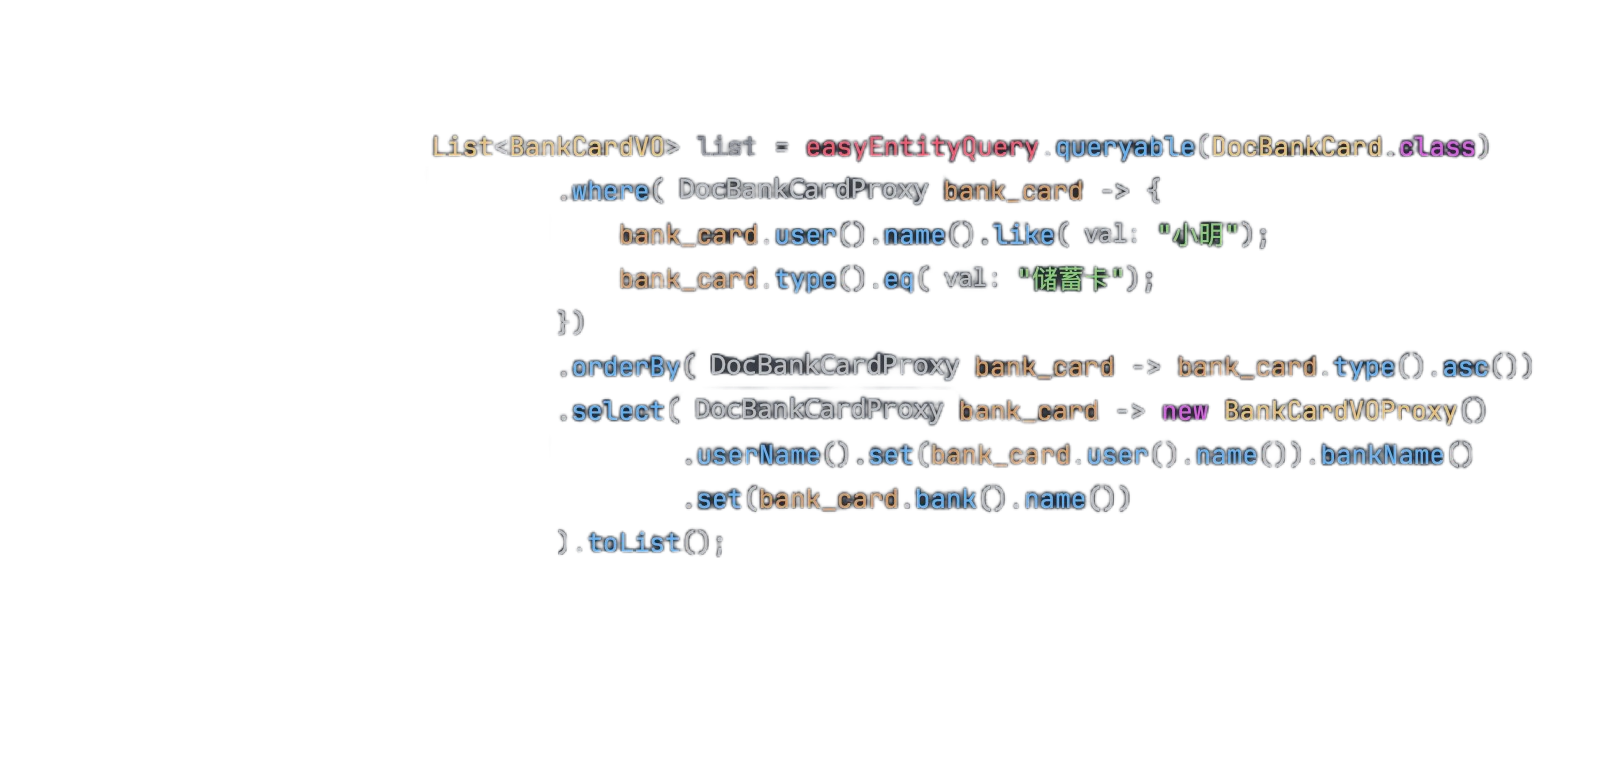 List<BankCardVO> list = easyEntityQuery.queryable(DocBankCard.class)
.where( DocBankCardProxy bank_card -> {
bank_card.user().name().like( val: "小明");
bank_card.type().eq( val: "储蓄卡");
})
.orderBy( DocBankCardProxy bank_card -> bank_card.type().asc())
.select( DocBankCardProxy bank_card -> new BankCardVOProxy()
.userName().set(bank_card.user().name()).bankName()
.set(bank_card.bank().name())
).toList();